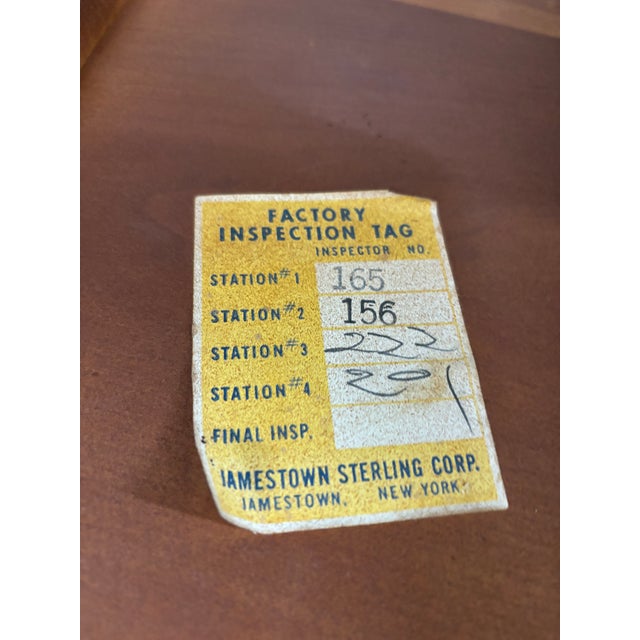 FACTORY
INSPECTION TAG
INSPECTOR NO.
STATION #1 165
STATION #2 156
STATION #3 222
STATION #4 201
FINAL INSP.
JAMESTOWN STERLING CORP.
JAMESTOWN, NEW YORK